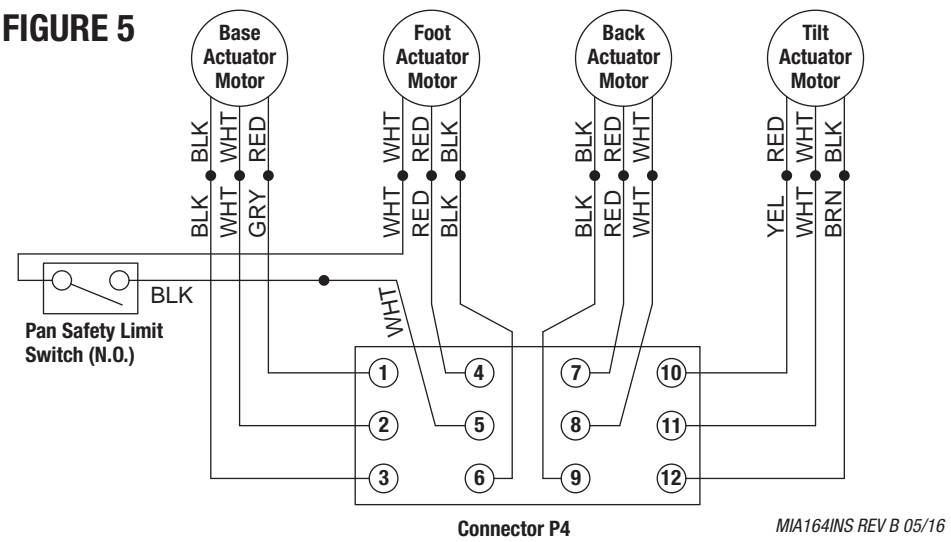 FIGURE 5
Base
Actuator
Motor
Foot
Actuator
Motor
Back
Actuator
Motor
Tilt
Actuator
Motor
BLK
WHT
RED
WHT
RED
BLK
BLK
RED
WHT
RED
WHT
BLK
BLK
WHT
GRY
WHT
RED
BLK
BLK
RED
WHT
YEL
WHT
BRN
BLK
WHT
Pan Safety Limit
Switch (N.O.)
1
4
7
10
2
5
8
11
3
6
9
12
Connector P4
MIA164INS REV B 05/16